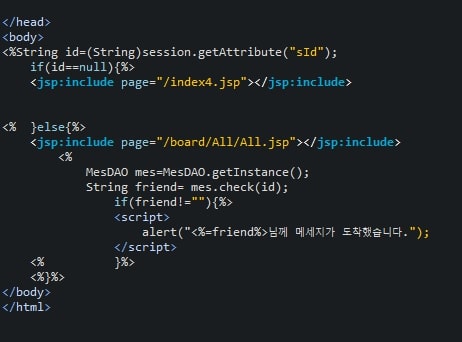 </head>
<body>
<%String id=(String)session.getAttribute("sId");
if(id==null){%>
<jsp:include page="/index4.jsp"></jsp:include>
<% }else{%>
<jsp:include page="/board/All/All.jsp"></jsp:include>
<%
MesDAO mes=MesDAO.getInstance();
String friend= mes.check(id);
if(friend!=""){%>
<script>
alert("<%=friend%>님께 메세지가 도착했습니다.");
</script>
<% }%>
<%}%>
</body>
</html>